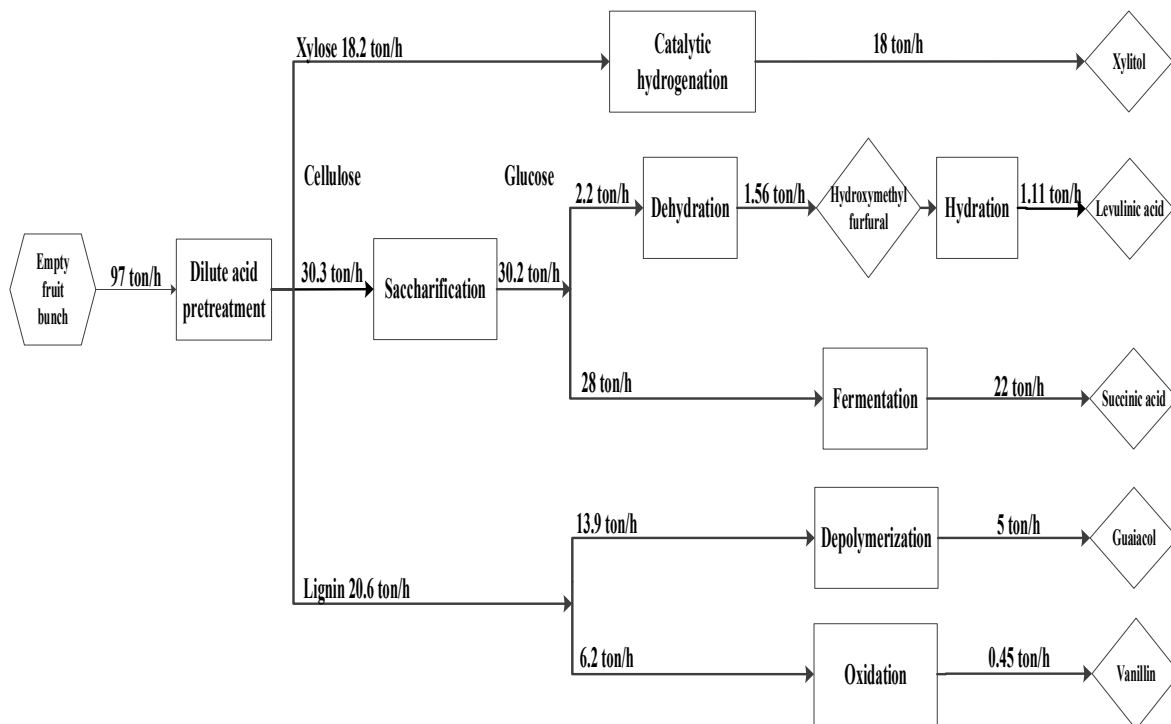 Xylose 18.2 ton/h
Catalytic
hydrogenation
18 ton/h
Xylitol
Cellulose
Glucose
2.2 ton/h
Dehydration
1.56 ton/h
Hydroxymethyl
furfural
Hydration
1.11 ton/h
Levulinic acid
Empty
fruit
bunch
97 ton/h
Dilute acid
pretreatment
30.3 ton/h
Saccharification
30.2 ton/h
28 ton/h
Fermentation
22 ton/h
Succinic acid
13.9 ton/h
Depolymerization
5 ton/h
Guaiacol
Lignin 20.6 ton/h
6.2 ton/h
Oxidation
0.45 ton/h
Vanillin